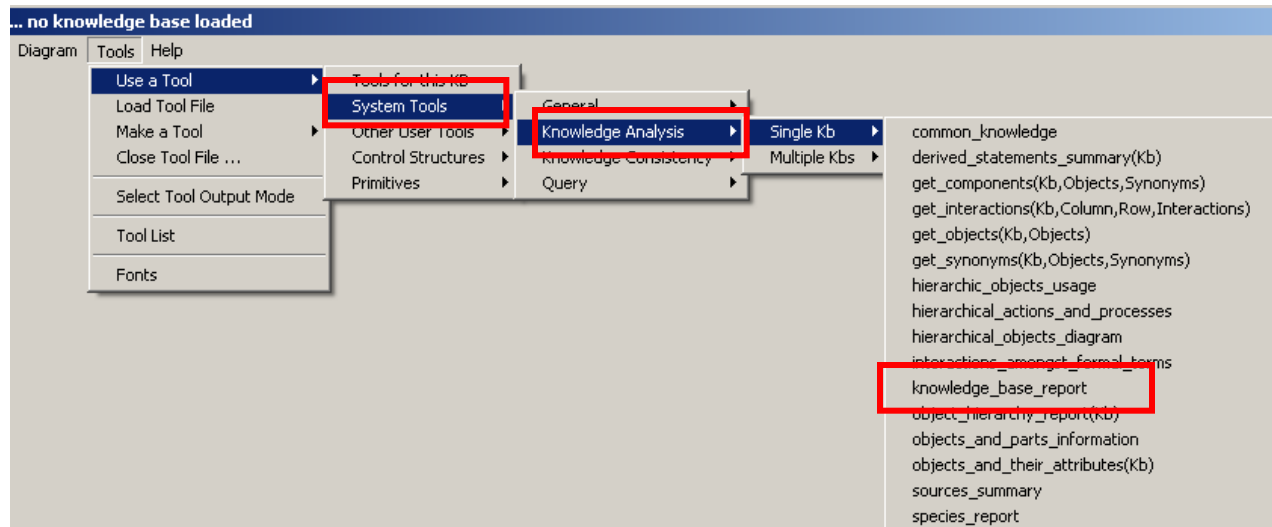 ... no knowledge base loaded
Diagram Tools Help
Use a Tool
Load Tool File
Make a Tool
Close Tool File ...
Select Tool Output Mode
Tool List
Fonts
Tools for this KB
System Tools
Other User Tools
Control Structures
Primitives
General
Knowledge Analysis
Knowledge Consistency
Query
Single Kb
Multiple Kbs
common_knowledge
derived_statements_summary(Kb)
get_components(Kb,Objects,Synonyms)
get_interactions(Kb,Column,Row,Interactions)
get_objects(Kb,Objects)
get_synonyms(Kb,Objects,Synonyms)
hierarchic_objects_usage
hierarchical_actions_and_processes
hierarchical_objects_diagram
interactions_amongst_formal_terms
knowledge_base_report
object_hierarchy_report(Kb)
objects_and_parts_information
objects_and_their_attributes(Kb)
sources_summary
species_report